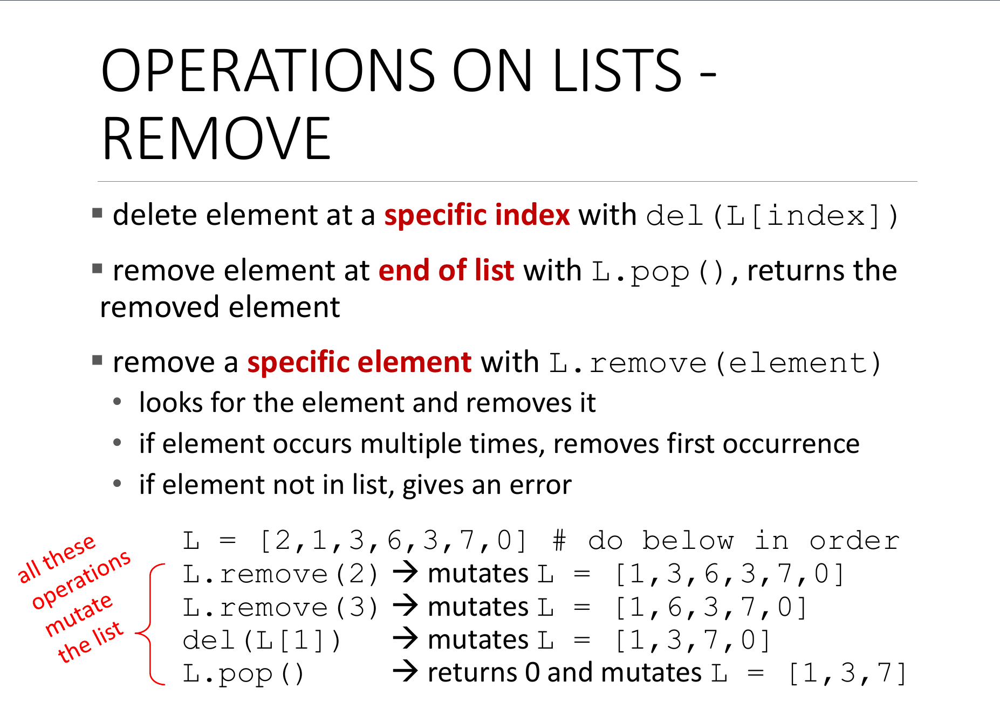 OPERATIONS ON LISTS -
REMOVE
▪ delete element at a specific index with del(L[index])
▪ remove element at end of list with L.pop(), returns the
removed element
▪ remove a specific element with L.remove(element)
• looks for the element and removes it
• if element occurs multiple times, removes first occurrence
• if element not in list, gives an error
all these
operations
mutate
the list
L = [2,1,3,6,3,7,0] # do below in order
L.remove(2) → mutates L = [1,3,6,3,7,0]
L.remove(3) → mutates L = [1,6,3,7,0]
del(L[1]) → mutates L = [1,3,7,0]
L.pop() → returns 0 and mutates L = [1,3,7]